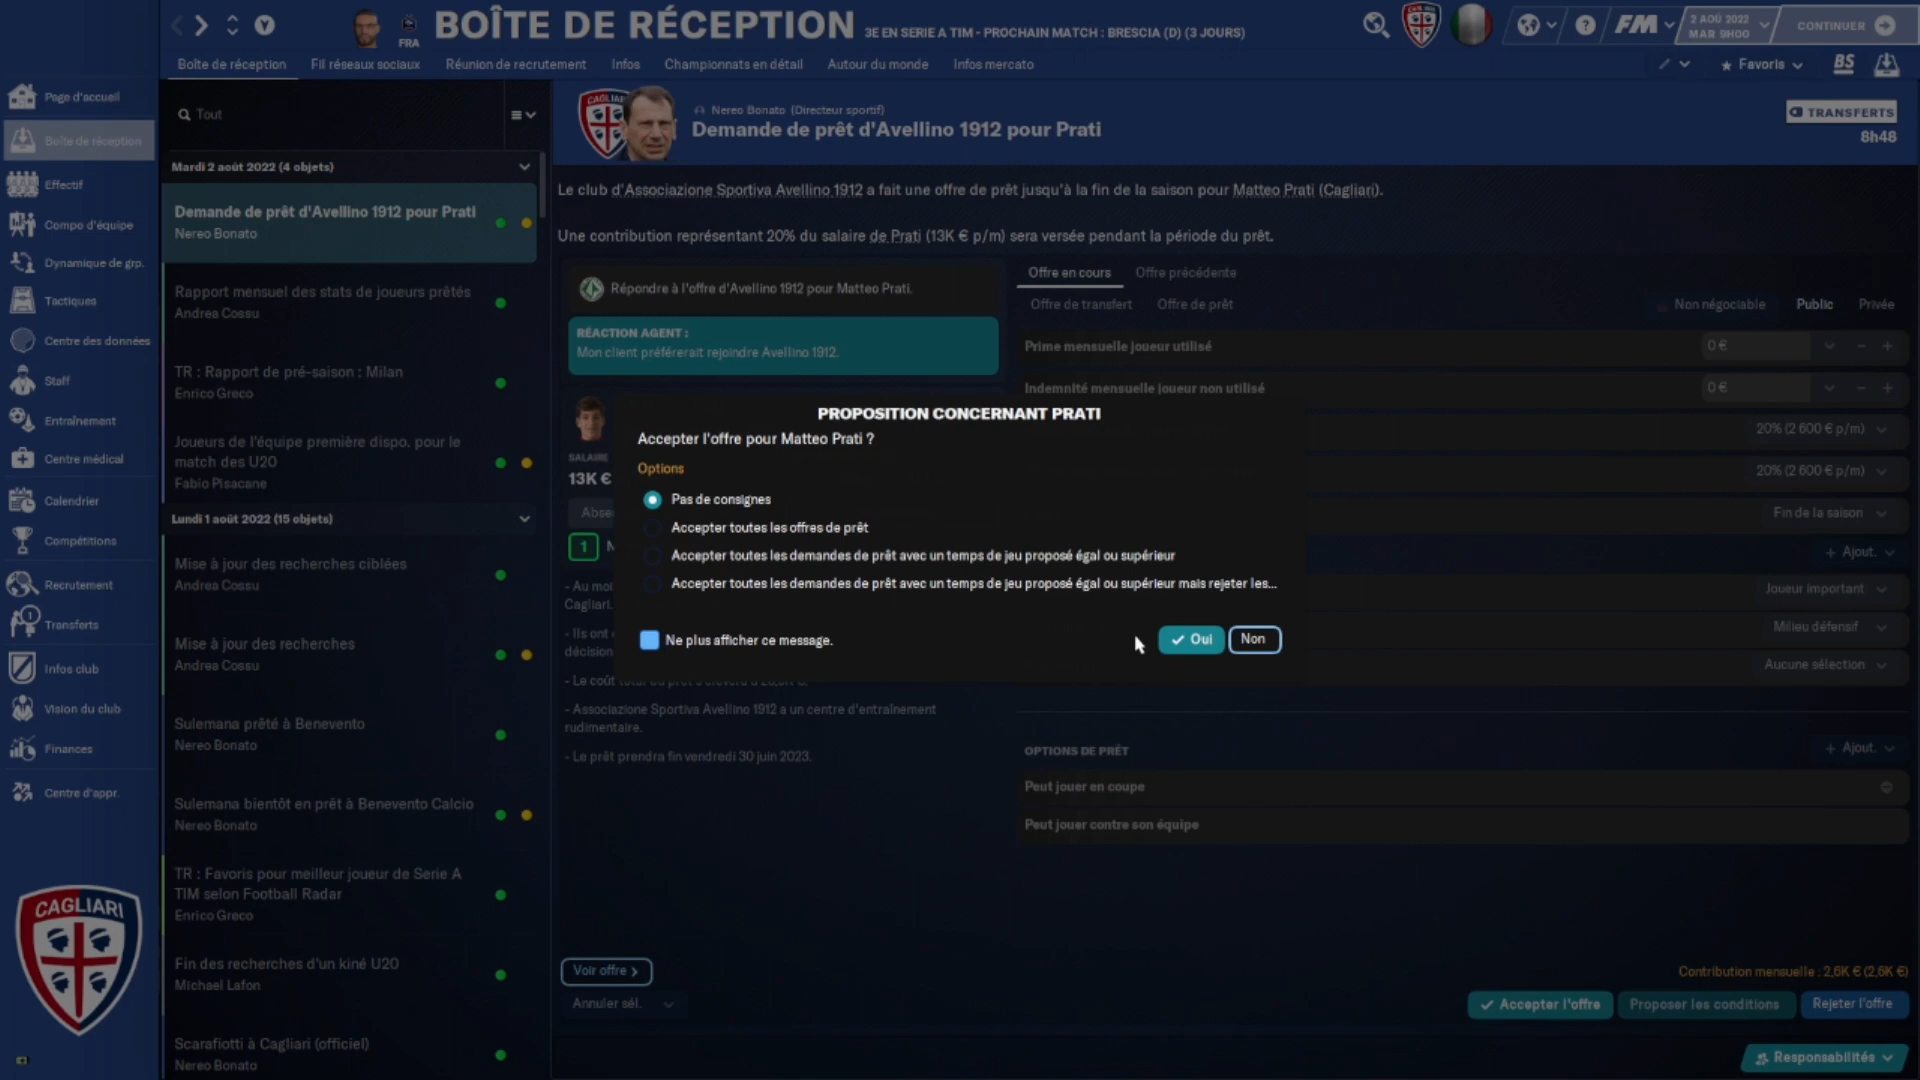 FRA
BOÎTE DE RÉCEPTION
3E EN SERIE A TIM - PROCHAIN MATCH : BRESCIA (D) (3 JOURS)
FM
2 AOÛ 2022
MAR 9H00
CONTINUER
Boîte de réception
Fil réseaux sociaux
Réunion de recrutement
Infos
Championnats en détail
Autour du monde
Infos mercato
Favoris
BS
Page d'accueil
Boîte de réception
Effectif
Compo d'équipe
Dynamique de grp.
Tactiques
Centre des données
Staff
Entraînement
Centre médical
Calendrier
Compétitions
Recrutement
Transferts
Infos club
Vision du club
Finances
Centre d'appr.
CAGLIARI
Tout
Mardi 2 août 2022 (4 objets)
Demande de prêt d'Avellino 1912 pour Prati
Nereo Bonato
Rapport mensuel des stats de joueurs prêtés
Andrea Cossu
TR : Rapport de pré-saison : Milan
Enrico Greco
Joueurs de l'équipe première dispo. pour le
match des U20
Fabio Pisacane
Lundi 1 août 2022 (15 objets)
Mise à jour des recherches ciblées
Andrea Cossu
Mise à jour des recherches
Andrea Cossu
Sulemana prêté à Benevento
Nereo Bonato
Sulemana bientôt en prêt à Benevento Calcio
Nereo Bonato
TR : Favoris pour meilleur joueur de Serie A
TIM selon Football Radar
Enrico Greco
Fin des recherches d'un kiné U20
Michael Lafon
Scarafiotti à Cagliari (officiel)
Nereo Bonato
Nereo Bonato (Directeur sportif)
Demande de prêt d'Avellino 1912 pour Prati
TRANSFERTS
8h48
Le club d'Associazione Sportiva Avellino 1912 a fait une offre de prêt jusqu'à la fin de la saison pour Matteo Prati (Cagliari).
Une contribution représentant 20% du salaire de Prati (13K € p/m) sera versée pendant la période du prêt.
Répondre à l'offre d'Avellino 1912 pour Matteo Prati.
RÉACTION AGENT :
Mon client préférerait rejoindre Avellino 1912.
SALAIRE
13K €
Abse
1
N
- Au moi
Cagliari.
- Ils ont
décision
- Associazione Sportiva Avellino 1912 a un centre d'entraînement
rudimentaire.
- Le prêt prendra fin vendredi 30 juin 2023.
Voir offre
Annuler sél.
Offre en cours
Offre précédente
Offre de transfert
Offre de prêt
Non négociable
Public
Privée
Prime mensuelle joueur utilisé
0 €
Indemnité mensuelle joueur non utilisé
0 €
20% (2 600 € p/m)
20% (2 600 € p/m)
Fin de la saison
+ Ajout.
Joueur important
Milieu défensif
Aucune sélection
OPTIONS DE PRÊT
+ Ajout.
Peut jouer en coupe
Peut jouer contre son équipe
PROPOSITION CONCERNANT PRATI
Accepter l'offre pour Matteo Prati ?
Options
Pas de consignes
Accepter toutes les offres de prêt
Accepter toutes les demandes de prêt avec un temps de jeu proposé égal ou supérieur
Accepter toutes les demandes de prêt avec un temps de jeu proposé égal ou supérieur mais rejeter les...
Ne plus afficher ce message.
Oui
Non
Contribution mensuelle : 2,6K € (2,6K €)
Accepter l'offre
Proposer les conditions
Rejeter l'offre
Responsabilités